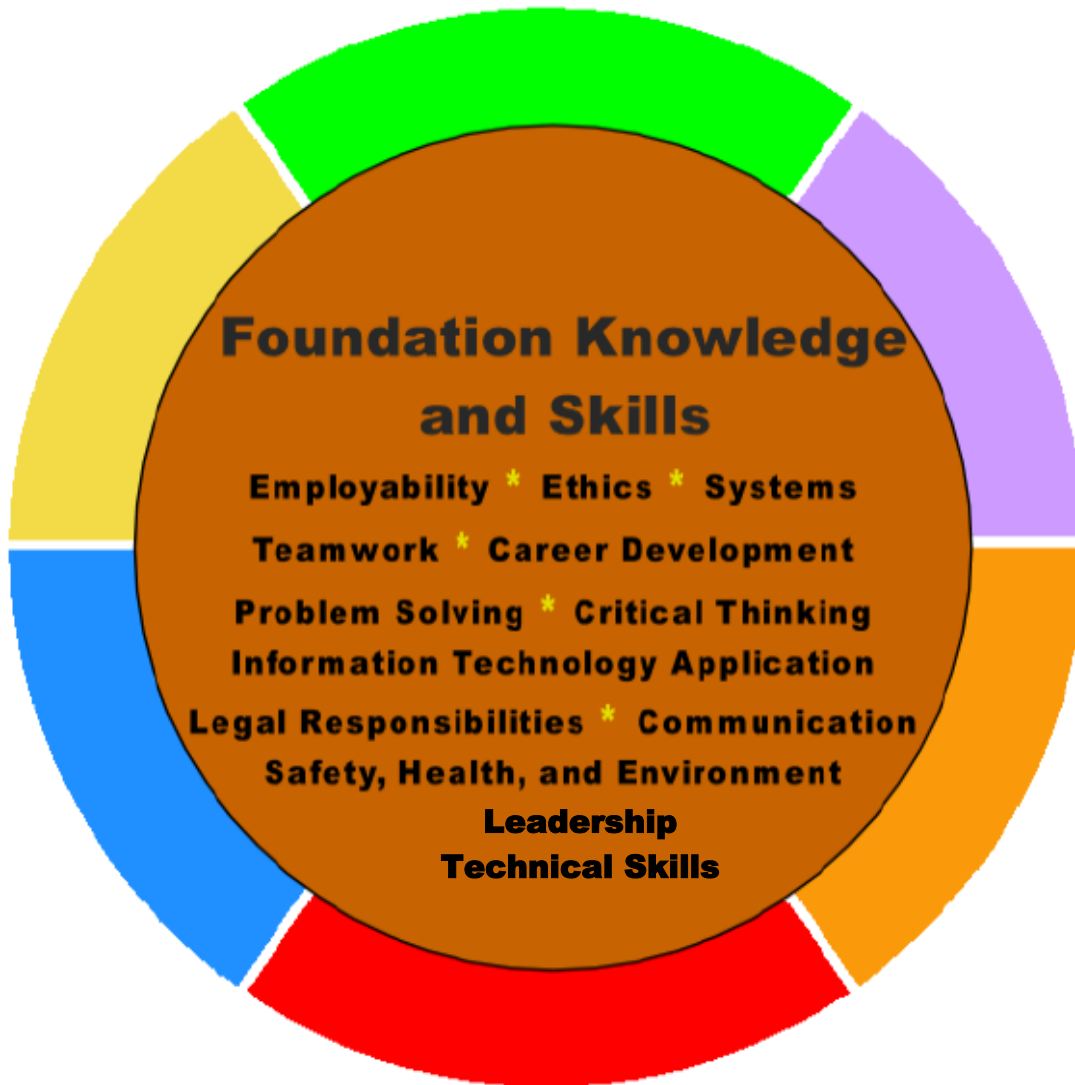 Foundation Knowledge
and Skills
Employability * Ethics * Systems
Teamwork * Career Development
Problem Solving * Critical Thinking
Information Technology Application
Legal Responsibilities * Communication
Safety, Health, and Environment
Leadership
Technical Skills